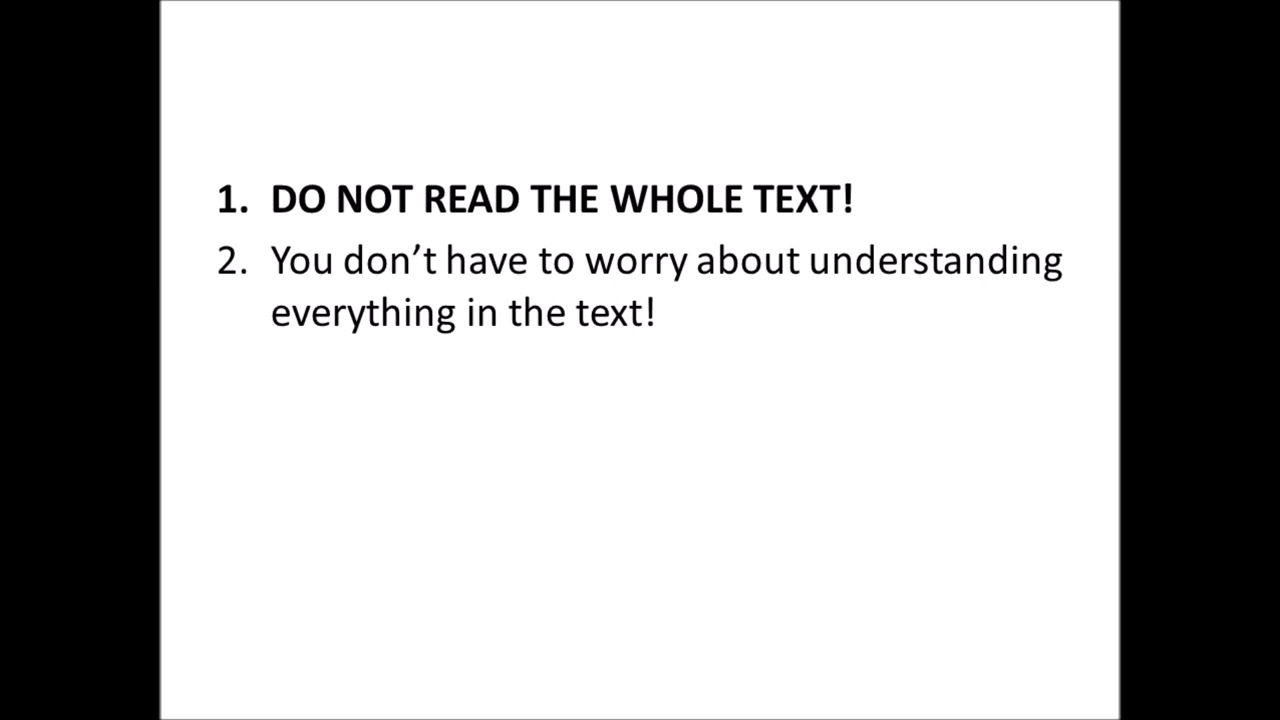 1. DO NOT READ THE WHOLE TEXT!
2. You don’t have to worry about understanding
everything in the text!